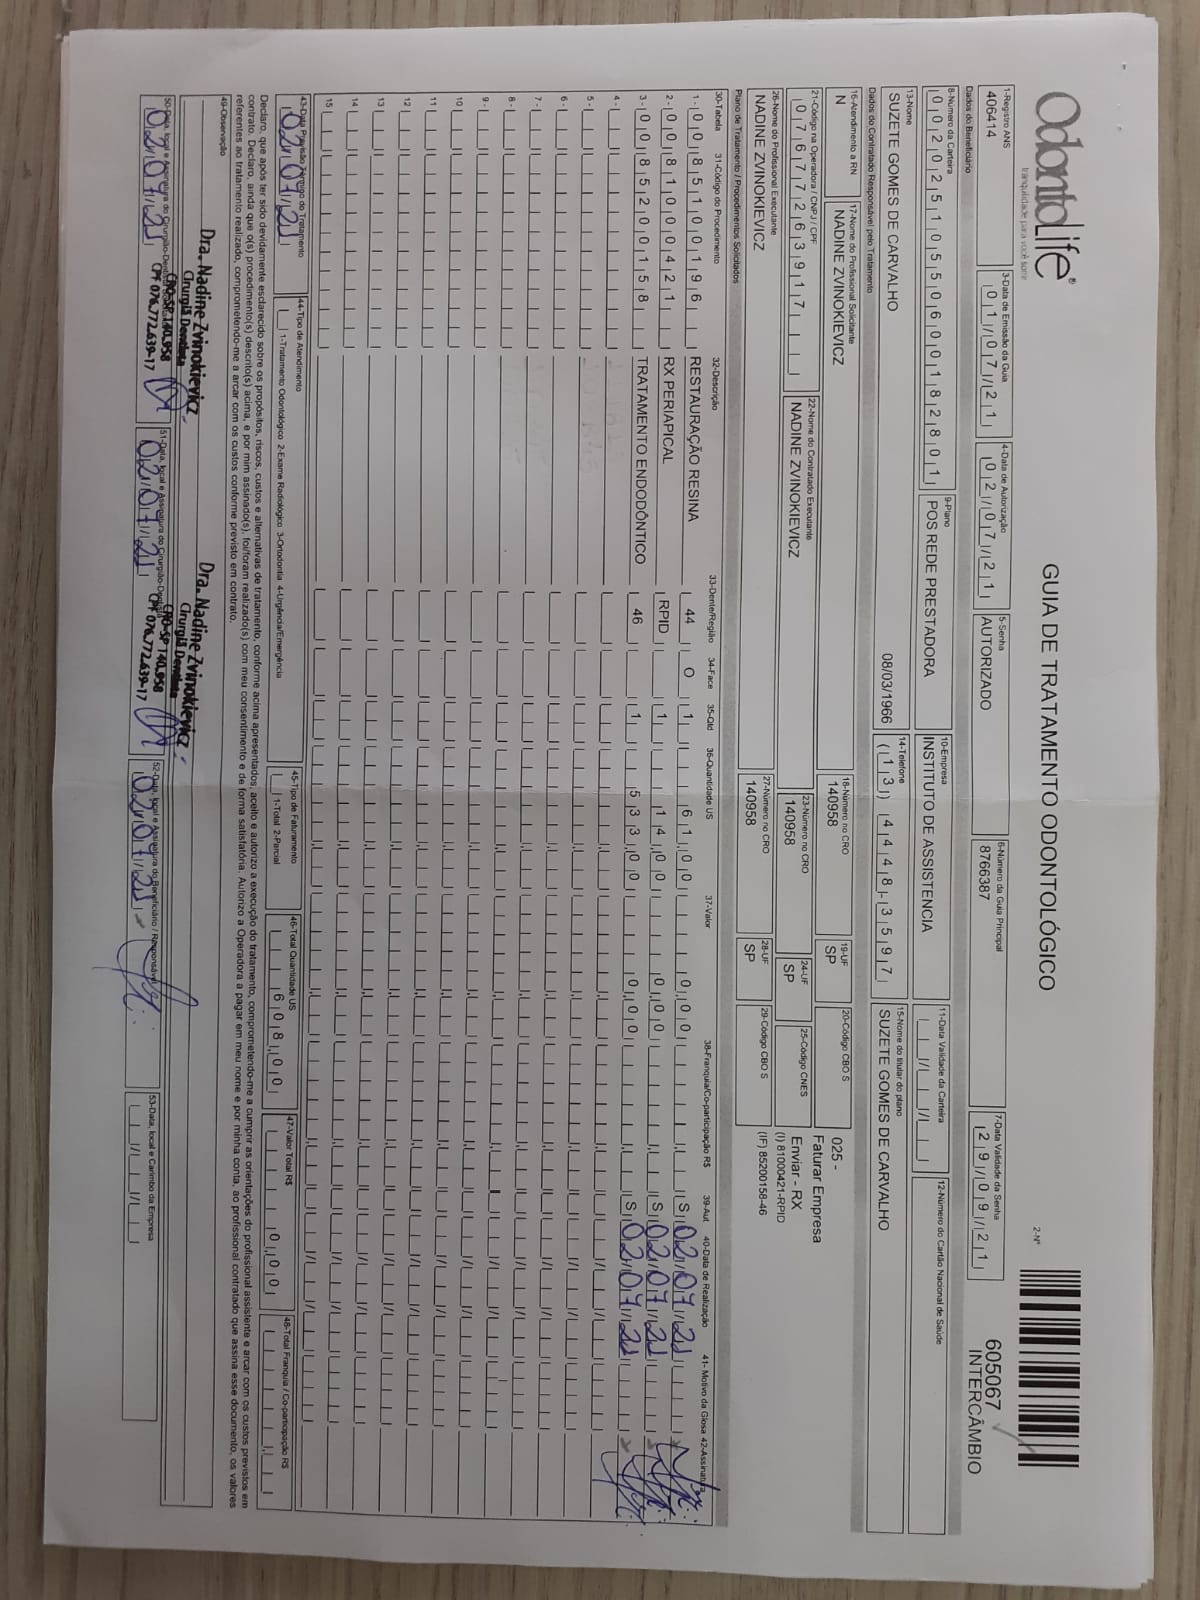 OdontoLife®
tranquilidade para você sorrir
GUIA DE TRATAMENTO ODONTOLÓGICO
2-Nº
605067
INTERCÂMBIO
1-Registro ANS
406414
3-Data de Emissão da Guia
01/07/21
4-Data de Autorização
02/07/21
5-Senha
AUTORIZADO
6-Número da Guia Principal
8766387
7-Data Validade da Senha
29/09/21
Dados do Beneficiário
8-Número da Carteira
00202510550600182801
9-Plano
POS REDE PRESTADORA
10-Empresa
INSTITUTO DE ASSISTENCIA
11-Data Validade da Carteira
12-Número do Cartão Nacional de Saúde
13-Nome
SUZETE GOMES DE CARVALHO
08/03/1966
14-Telefone
(13) 4448-3597
15-Nome do titular do plano
SUZETE GOMES DE CARVALHO
Dados do Contratado Responsável pelo Tratamento
16-Atendimento a RN
N
17-Nome do Profissional Solicitante
NADINE ZVINOKIEVICZ
18-Número no CRO
140958
19-UF
SP
20-Código CBO S
025 -
Faturar Empresa
21-Código na Operadora / CNPJ / CPF
07677263917
22-Nome do Contratado Executante
NADINE ZVINOKIEVICZ
23-Número no CRO
140958
24-UF
SP
25-Código CNES
Enviar - RX
(I) 81000421-RPID
(IF) 85200158-46
26-Nome do Profissional Executante
NADINE ZVINOKIEVICZ
27-Número no CRO
140958
28-UF
SP
29-Código CBO S
Plano de Tratamento / Procedimentos Solicitados
30-Tabela 31-Código do Procedimento 32-Descrição 33-Dente/Região 34-Face 35-Qtd 36-Quantidade US 37-Valor 38-Franquia/Co-participação R$ 39-Aut 40-Data de Realização 41- Motivo da Glosa 42-Assinatura
1 - 00 85100196 RESTAURAÇÃO RESINA 44 O 1 61,00 0,00 S 02/07/21
2 - 00 81000421 RX PERIAPICAL RPID 1 14,00 0,00 S 02/07/21
3 - 00 85200158 TRATAMENTO ENDODÔNTICO 46 1 533,00 0,00 S 02/07/21
4 -
5 -
6 -
7 -
8 -
9 -
10
11
12
13
14
15
43-Data Previsão Término do Tratamento
02/07/21
44-Tipo de Atendimento
1-Tratamento Odontológico 2-Exame Radiológico 3-Ortodontia 4-Urgência/Emergência
45-Tipo de Faturamento
1-Total 2-Parcial
46-Total Quantidade US
608,00
47-Valor Total R$
0,00
48-Total Franquia / Co-participação R$
Declaro, que após ter sido devidamente esclarecido sobre os propósitos, riscos, custos e alternativas de tratamento, conforme acima apresentados, aceito e autorizo a execução do tratamento, comprometendo-me a cumprir as orientações do profissional assistente e arcar com os custos previstos em
contrato. Declaro, ainda que o(s) procedimento(s) descrito(s) acima, e por mim assinado(s), foi/foram realizado(s) com meu consentimento e de forma satisfatória. Autorizo a Operadora a pagar em meu nome e por minha conta, ao profissional contratado que assina esse documento, os valores
referentes ao tratamento realizado, comprometendo-me a arcar com os custos conforme previsto em contrato.
49-Observação
Dra. Nadine Zvinokievicz
Cirurgiã Dentista
CRO-SP 140.958
CPF 076.772.639-17
Dra. Nadine Zvinokievicz
Cirurgiã Dentista
CRO-SP 140.958
CPF 076.772.639-17
50-Data, local e Assinatura do Cirurgião-Dentista
02/07/21
51-Data, local e Assinatura do Cirurgião-Dentista
02/07/21
52-Data, local e Assinatura do Beneficiário / Responsável
02/07/21
53-Data, local e Carimbo da Empresa